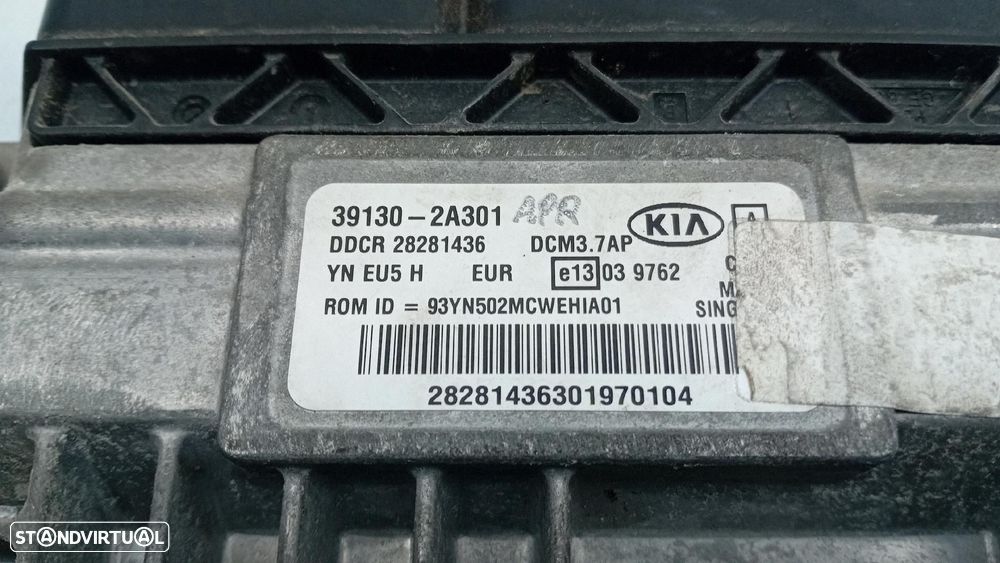 39130-2A301 APR KIA A
DDCR 28281436 DCM3.7AP
YN EU5 H EUR e13 03 9762
ROM ID = 93YN502MCWEHIA01
SING
28281436301970104
STANDVIRTUAL